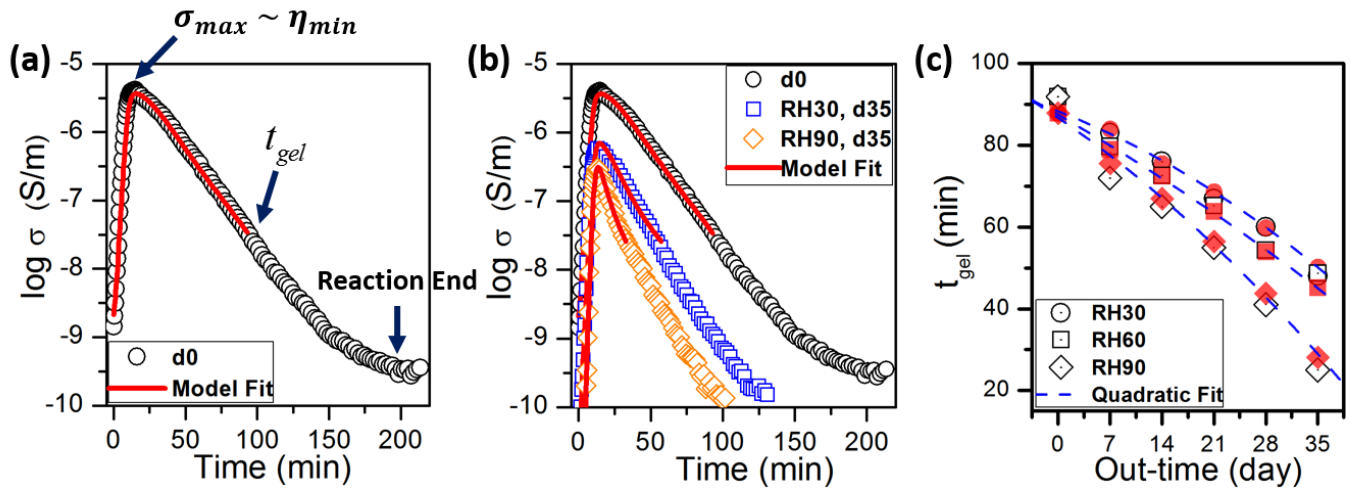 (a)
σmax ~ ηmin
-5
-6
-7
-8
-9
-10
log σ (S/m)
tgel
Reaction End
d0
Model Fit
0 50 100 150 200
Time (min)
(b)
-5
-6
-7
-8
-9
-10
log σ (S/m)
d0
RH30, d35
RH90, d35
Model Fit
0 50 100 150 200
Time (min)
(c)
100
80
60
40
20
tgel (min)
RH30
RH60
RH90
Quadratic Fit
0 7 14 21 28 35
Out-time (day)